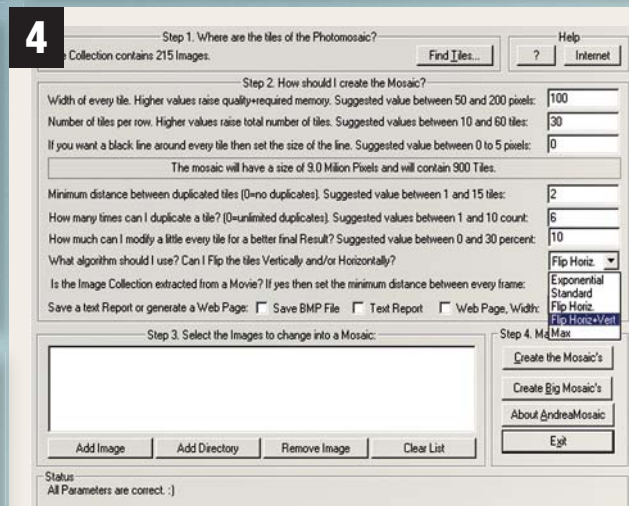 4
Step 1. Where are the tiles of the Photomosaic?
Help
Collection contains 215 Images.
Find Tiles...
?
Internet
Step 2. How should I create the Mosaic?
Width of every tile. Higher values raise quality+required memory. Suggested value between 50 and 200 pixels:
100
Number of tiles per row. Higher values raise total number of tiles. Suggested value between 10 and 60 tiles:
30
If you want a black line around every tile then set the size of the line. Suggested value between 0 to 5 pixels:
0
The mosaic will have a size of 9.0 Milion Pixels and will contain 900 Tiles.
Minimum distance between duplicated tiles (0=no duplicates). Suggested value between 1 and 15 tiles:
2
How many times can I duplicate a tile? (0=unlimited duplicates). Suggested values between 1 and 10 count:
6
How much can I modify a little every tile for a better final Result? Suggested value between 0 and 30 percent:
10
What algorithm should I use? Can I Flip the tiles Vertically and/or Horizontally?
Flip Horiz.
Is the Image Collection extracted from a Movie? If yes then set the minimum distance between every frame:
Exponential
Standard
Flip Horiz.
Flip Horiz+Vert
Max
Save a text Report or generate a Web Page:
Save BMP File
Text Report
Web Page, Width:
Step 3. Select the Images to change into a Mosaic:
Step 4. Ma
Create the Mosaic's
Create Big Mosaic's
About AndreaMosaic
Exit
Add Image
Add Directory
Remove Image
Clear List
Status
All Parameters are correct. :)